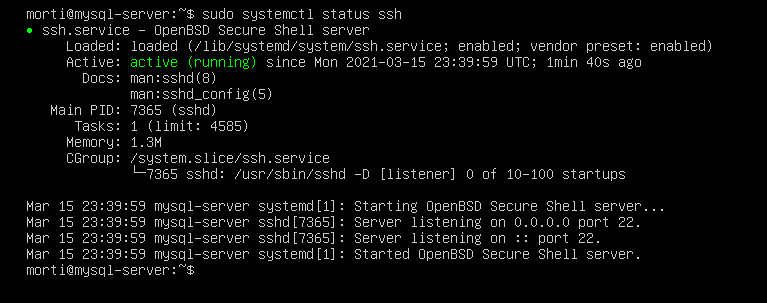 morti@mysql-server:~$ sudo systemctl status ssh
● ssh.service - OpenBSD Secure Shell server
     Loaded: loaded (/lib/systemd/system/ssh.service; enabled; vendor preset: enabled)
     Active: active (running) since Mon 2021-03-15 23:39:59 UTC; 1min 40s ago
       Docs: man:sshd(8)
             man:sshd_config(5)
   Main PID: 7365 (sshd)
      Tasks: 1 (limit: 4585)
     Memory: 1.3M
     CGroup: /system.slice/ssh.service
             └─7365 sshd: /usr/sbin/sshd -D [listener] 0 of 10-100 startups

Mar 15 23:39:59 mysql-server systemd[1]: Starting OpenBSD Secure Shell server...
Mar 15 23:39:59 mysql-server sshd[7365]: Server listening on 0.0.0.0 port 22.
Mar 15 23:39:59 mysql-server sshd[7365]: Server listening on :: port 22.
Mar 15 23:39:59 mysql-server systemd[1]: Started OpenBSD Secure Shell server.
morti@mysql-server:~$